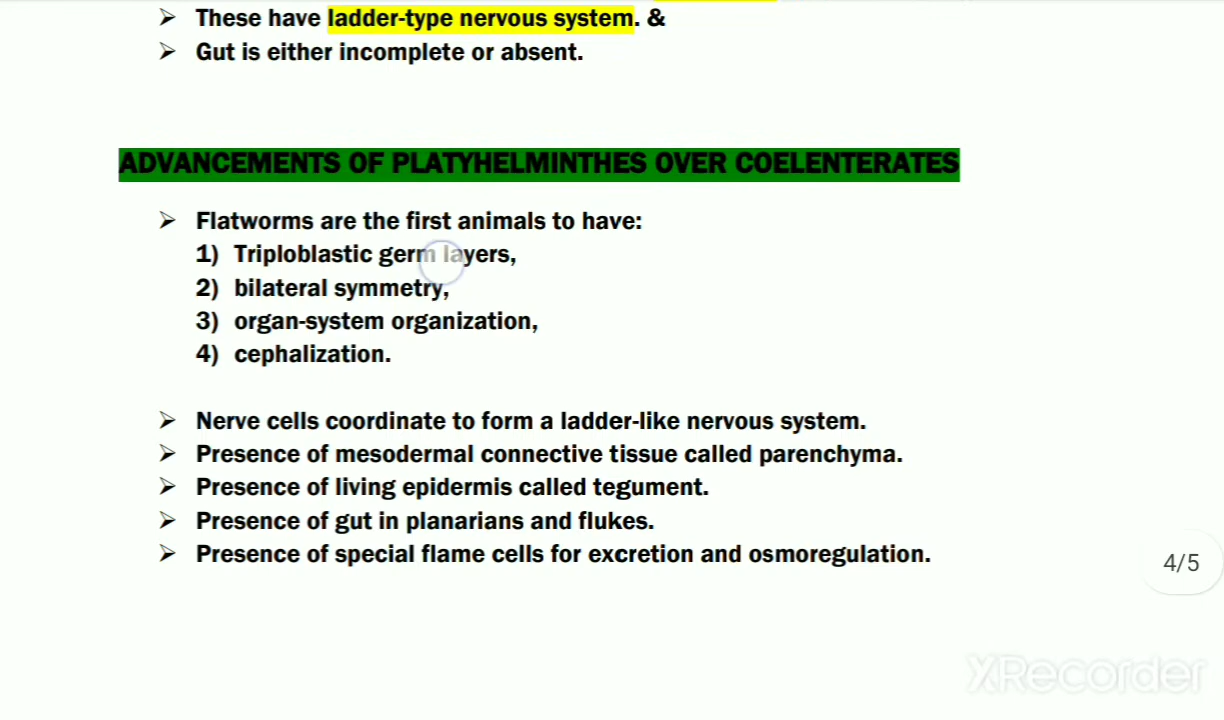 ➢ These have ladder-type nervous system. &
➢ Gut is either incomplete or absent.
ADVANCEMENTS OF PLATYHELMINTHES OVER COELENTERATES
➢ Flatworms are the first animals to have:
1) Triploblastic germ layers,
2) bilateral symmetry,
3) organ-system organization,
4) cephalization.
➢ Nerve cells coordinate to form a ladder-like nervous system.
➢ Presence of mesodermal connective tissue called parenchyma.
➢ Presence of living epidermis called tegument.
➢ Presence of gut in planarians and flukes.
➢ Presence of special flame cells for excretion and osmoregulation.
4/5
XRecorder